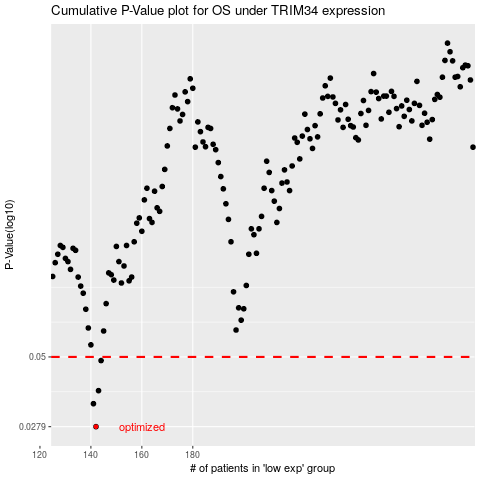 Cumulative P-Value plot for OS under TRIM34 expression
P-Value(log10)
0.05
0.0279
optimized
120 140 160 180
# of patients in 'low exp' group